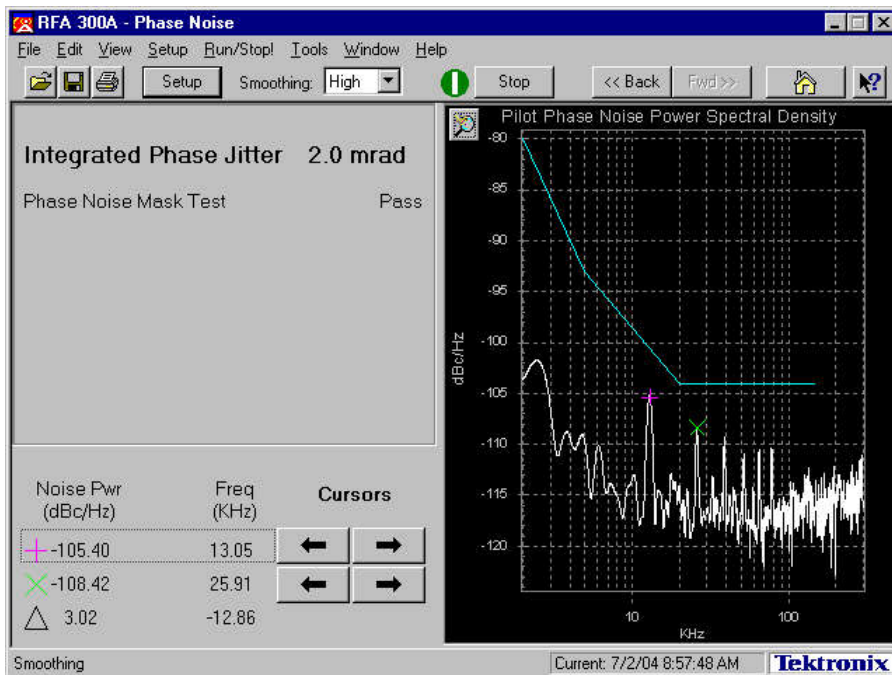 RFA 300A - Phase Noise
File Edit View Setup Run/Stop! Tools Window Help
Setup Smoothing: High Stop << Back Fwd >> ?
Integrated Phase Jitter 2.0 mrad
Phase Noise Mask Test Pass
Noise Pwr (dBc/Hz) Freq (KHz) Cursors
-105.40 13.05
-108.42 25.91
3.02 -12.86
Pilot Phase Noise Power Spectral Density
-80
-85
-90
-95
-100
-105
-110
-115
-120
dBc/Hz
10 100
KHz
Smoothing Current: 7/2/04 8:57:48 AM Tektronix